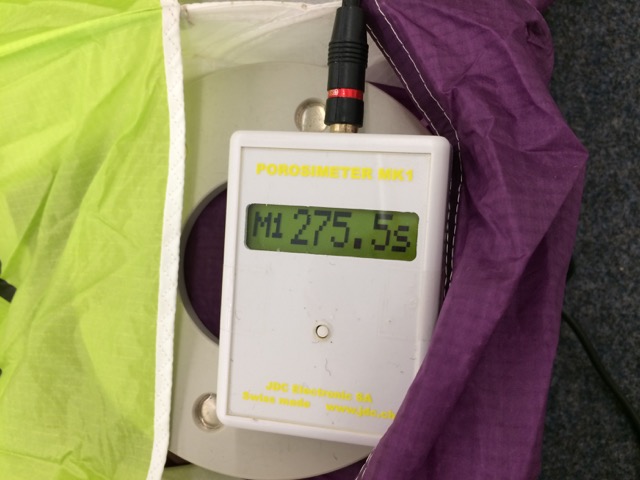 POROSIMETER MK1
M1 275.5s
JDC Electronic SA
Swiss made www.jdc.ch